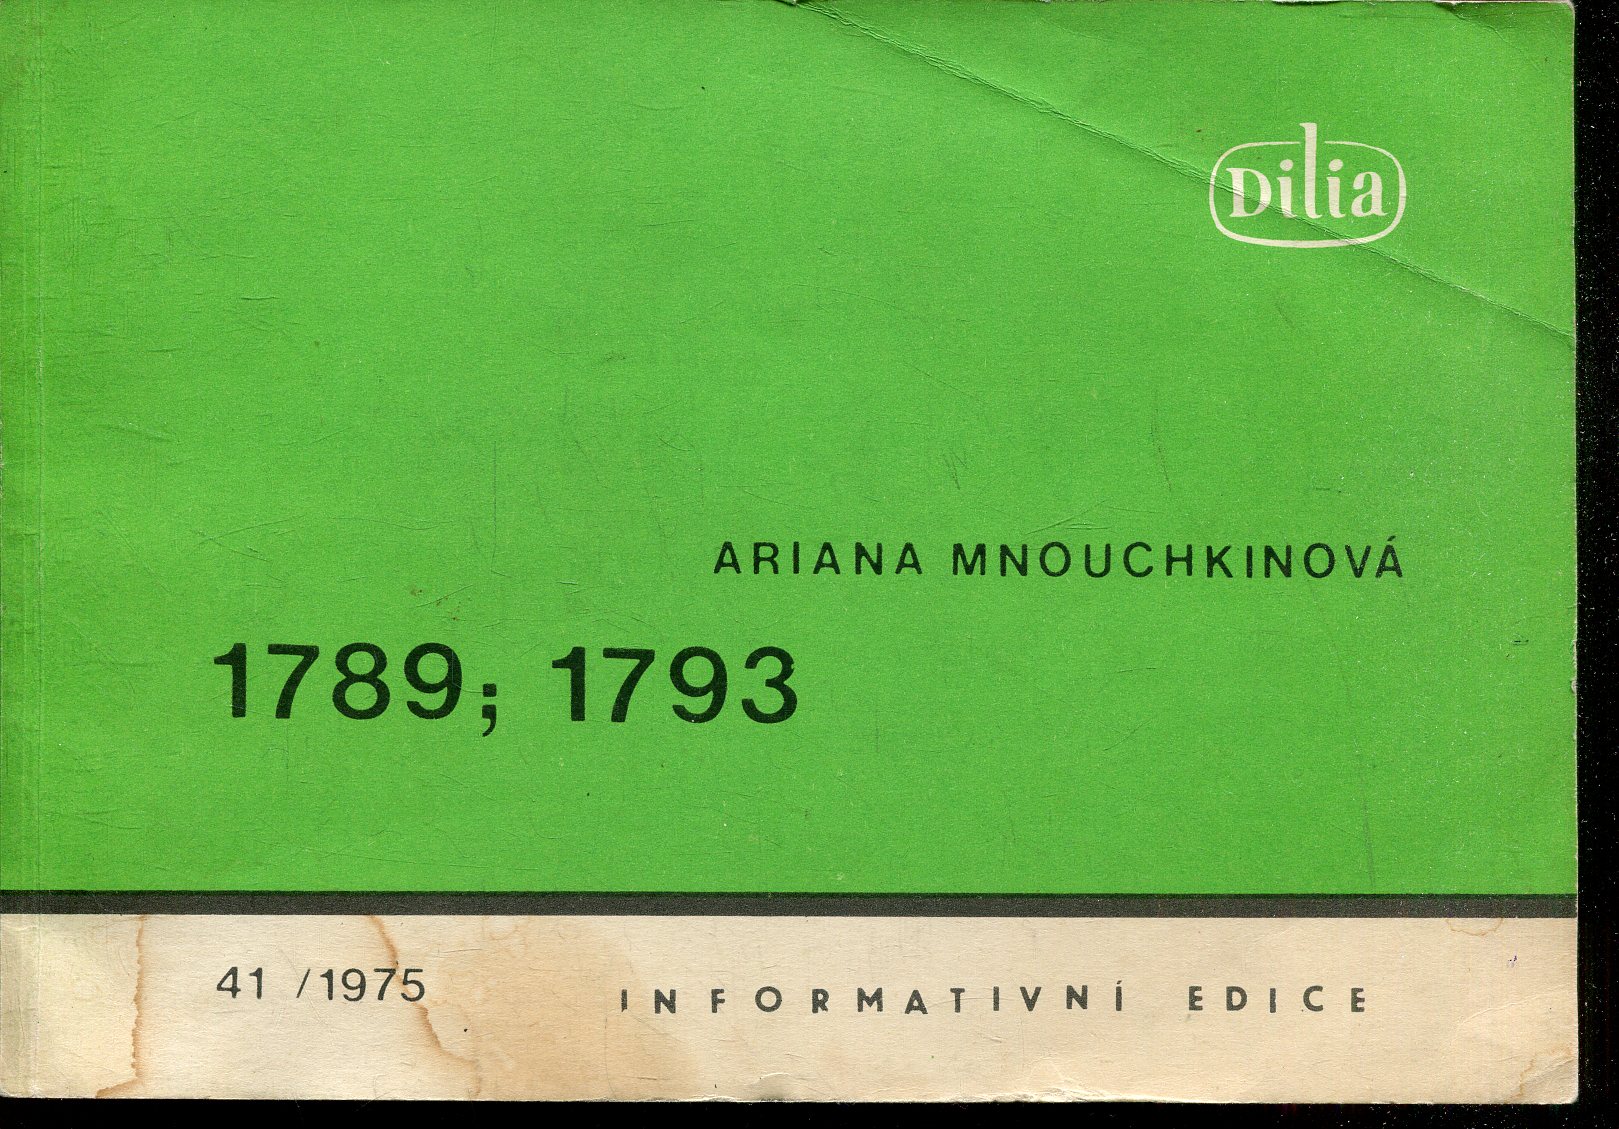 Dilia
ARIANA MNOUCHKINOVÁ
1789; 1793
41 /1975 INFORMATIVNÍ EDICE